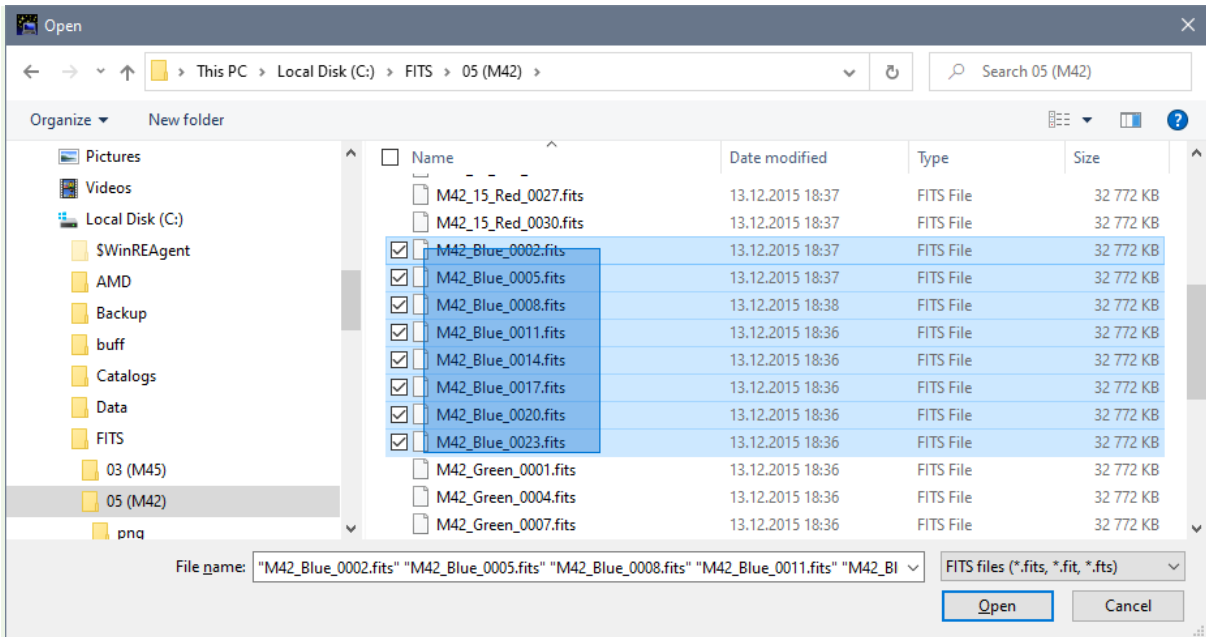 Open
This PC > Local Disk (C:) > FITS > 05 (M42) >
Search 05 (M42)
Organize
New folder
Pictures
Videos
Local Disk (C:)
$WinREAgent
AMD
Backup
buff
Catalogs
Data
FITS
03 (M45)
05 (M42)
png
Name Date modified Type Size
M42_15_Red_0027.fits 13.12.2015 18:37 FITS File 32 772 KB
M42_15_Red_0030.fits 13.12.2015 18:37 FITS File 32 772 KB
M42_Blue_0002.fits 13.12.2015 18:37 FITS File 32 772 KB
M42_Blue_0005.fits 13.12.2015 18:37 FITS File 32 772 KB
M42_Blue_0008.fits 13.12.2015 18:38 FITS File 32 772 KB
M42_Blue_0011.fits 13.12.2015 18:36 FITS File 32 772 KB
M42_Blue_0014.fits 13.12.2015 18:36 FITS File 32 772 KB
M42_Blue_0017.fits 13.12.2015 18:36 FITS File 32 772 KB
M42_Blue_0020.fits 13.12.2015 18:36 FITS File 32 772 KB
M42_Blue_0023.fits 13.12.2015 18:36 FITS File 32 772 KB
M42_Green_0001.fits 13.12.2015 18:36 FITS File 32 772 KB
M42_Green_0004.fits 13.12.2015 18:36 FITS File 32 772 KB
M42_Green_0007.fits 13.12.2015 18:36 FITS File 32 772 KB
File name: "M42_Blue_0002.fits" "M42_Blue_0005.fits" "M42_Blue_0008.fits" "M42_Blue_0011.fits" "M42_Bl
FITS files (*.fits, *.fit, *.fts)
Open
Cancel